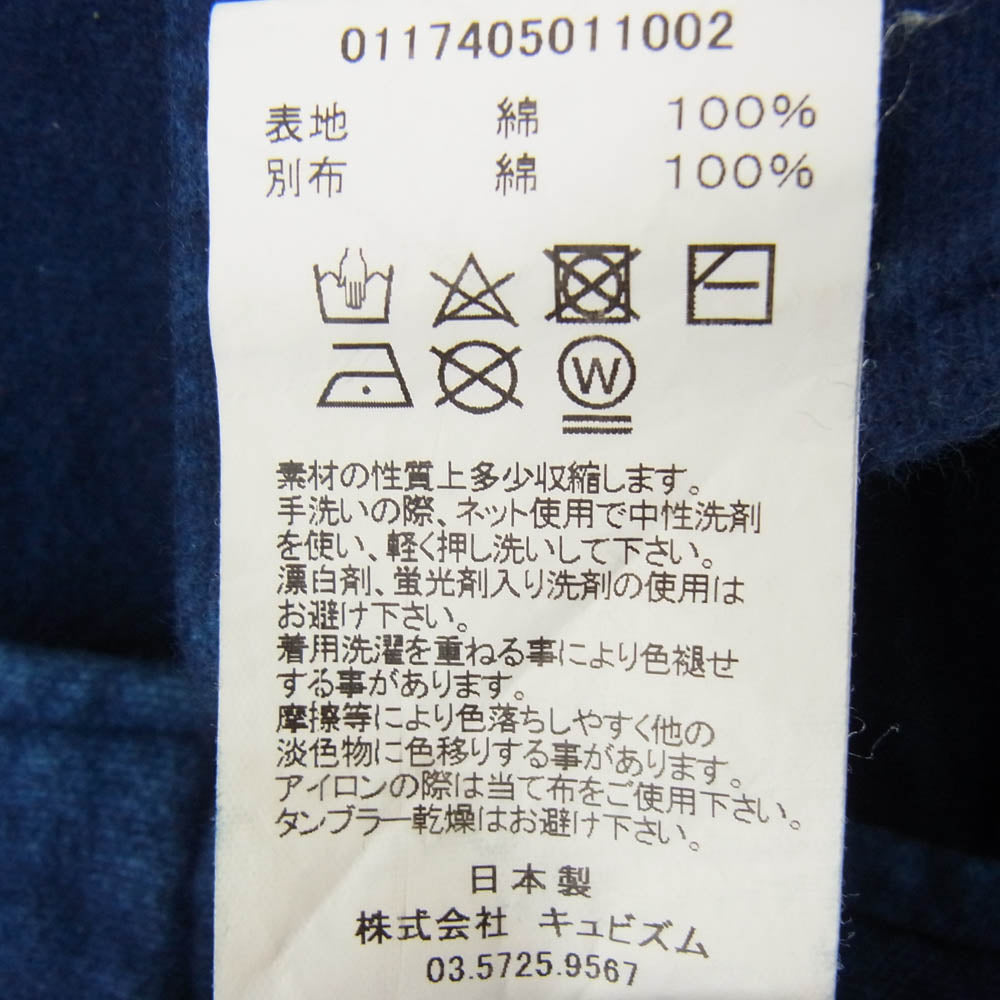 0117405011002
表地 綿 100%
別布 綿 100%
W
素材の性質上多少収縮します。
手洗いの際、ネット使用で中性洗剤
を使い、軽く押し洗いして下さい。
漂白剤、蛍光剤入り洗剤の使用は
お避け下さい。
着用洗濯を重ねる事により色褪せ
する事があります。
摩擦等により色落ちしやすく他の
淡色物に色移りする事があります。
アイロンの際は当て布をご使用下さい。
タンブラー乾燥はお避け下さい。
日本製
株式会社 キュビズム
03.5725.9567